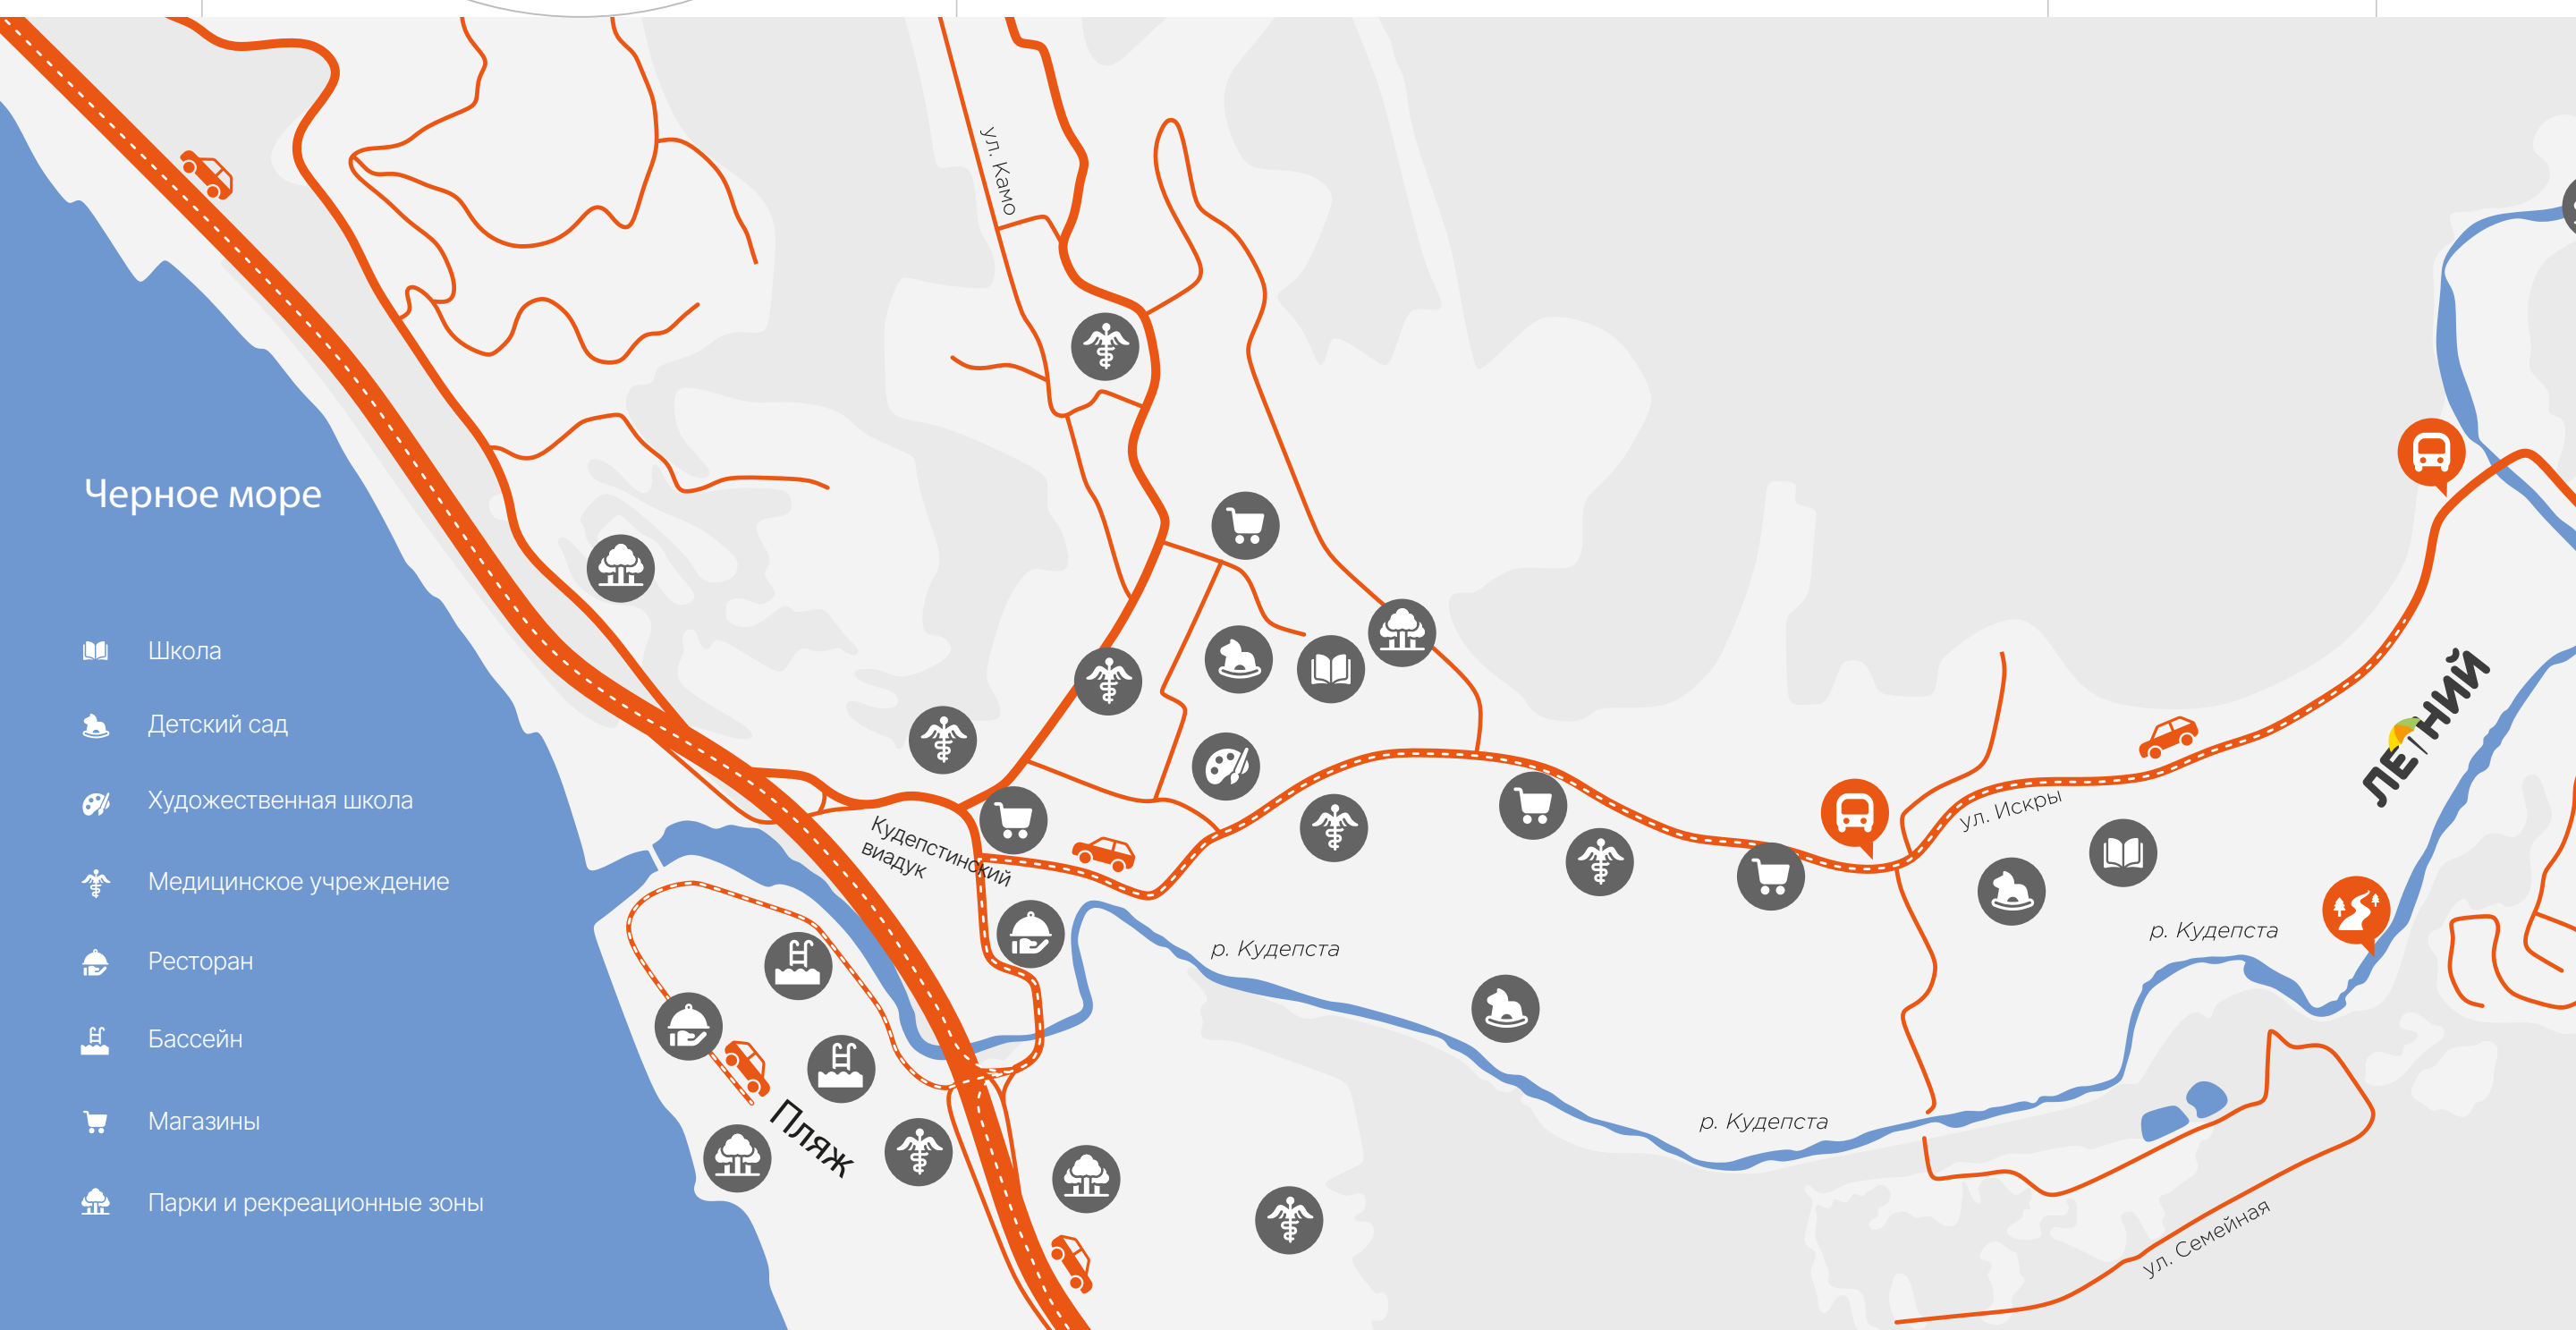 ул. Камо
Черное море
Школа
Детский сад
Художественная школа
Медицинское учреждение
Ресторан
Бассейн
Магазины
Парки и рекреационные зоны
Кудепстинский
виадук
Пляж
р. Кудепста
р. Кудепста
р. Кудепста
ул. Искры
ЛЕТНИЙ
ул. Семейная